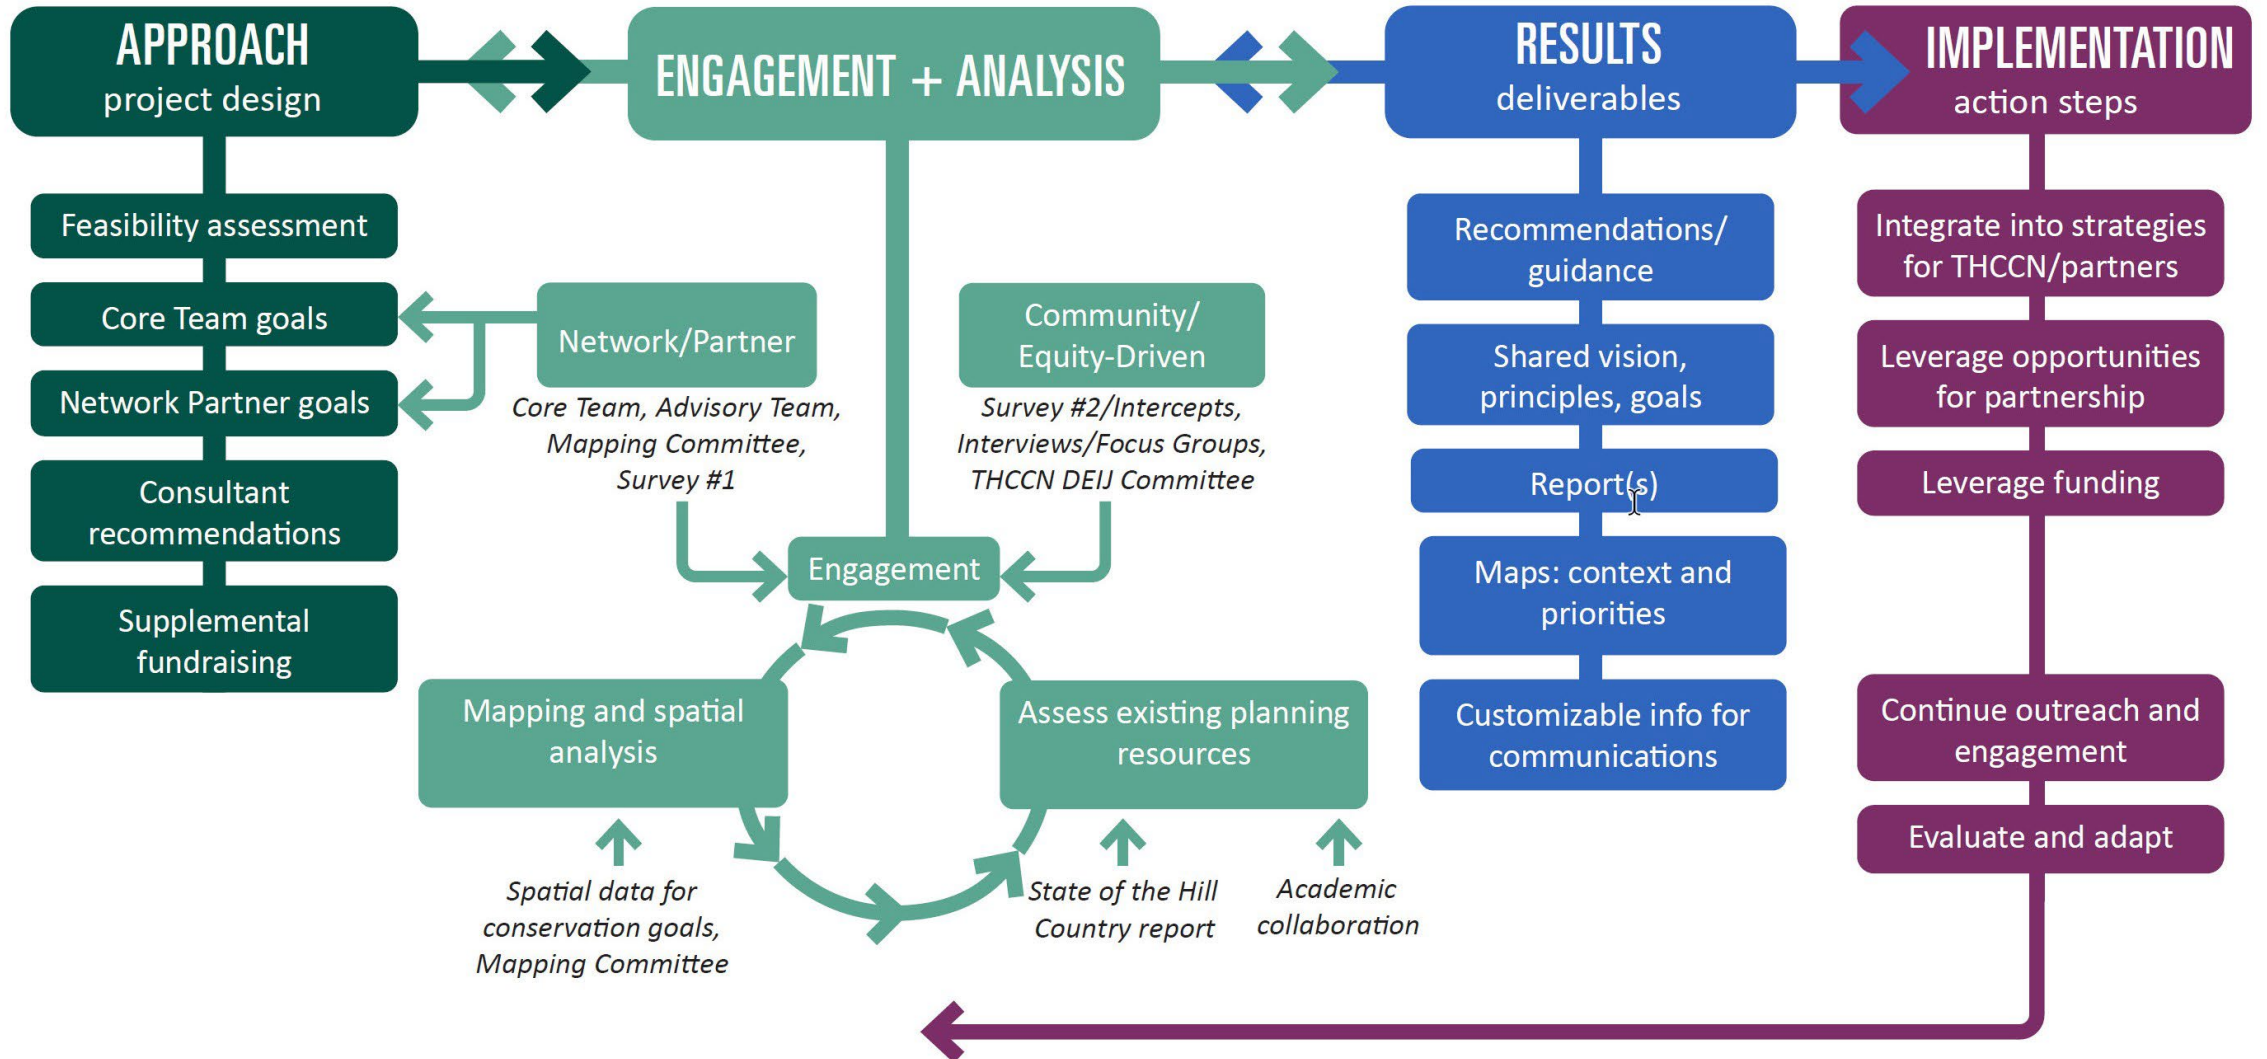 APPROACH
project design
Feasibility assessment
Core Team goals
Network Partner goals
Consultant
recommendations
Supplemental
fundraising
ENGAGEMENT + ANALYSIS
Network/Partner
Core Team, Advisory Team,
Mapping Committee,
Survey #1
Community/
Equity-Driven
Survey #2/Intercepts,
Interviews/Focus Groups,
THCCN DEIJ Committee
Engagement
Mapping and spatial
analysis
Spatial data for
conservation goals,
Mapping Committee
Assess existing planning
resources
State of the Hill
Country report
Academic
collaboration
RESULTS
deliverables
Recommendations/
guidance
Shared vision,
principles, goals
Report(s)
Maps: context and
priorities
Customizable info for
communications
IMPLEMENTATION
action steps
Integrate into strategies
for THCCN/partners
Leverage opportunities
for partnership
Leverage funding
Continue outreach and
engagement
Evaluate and adapt